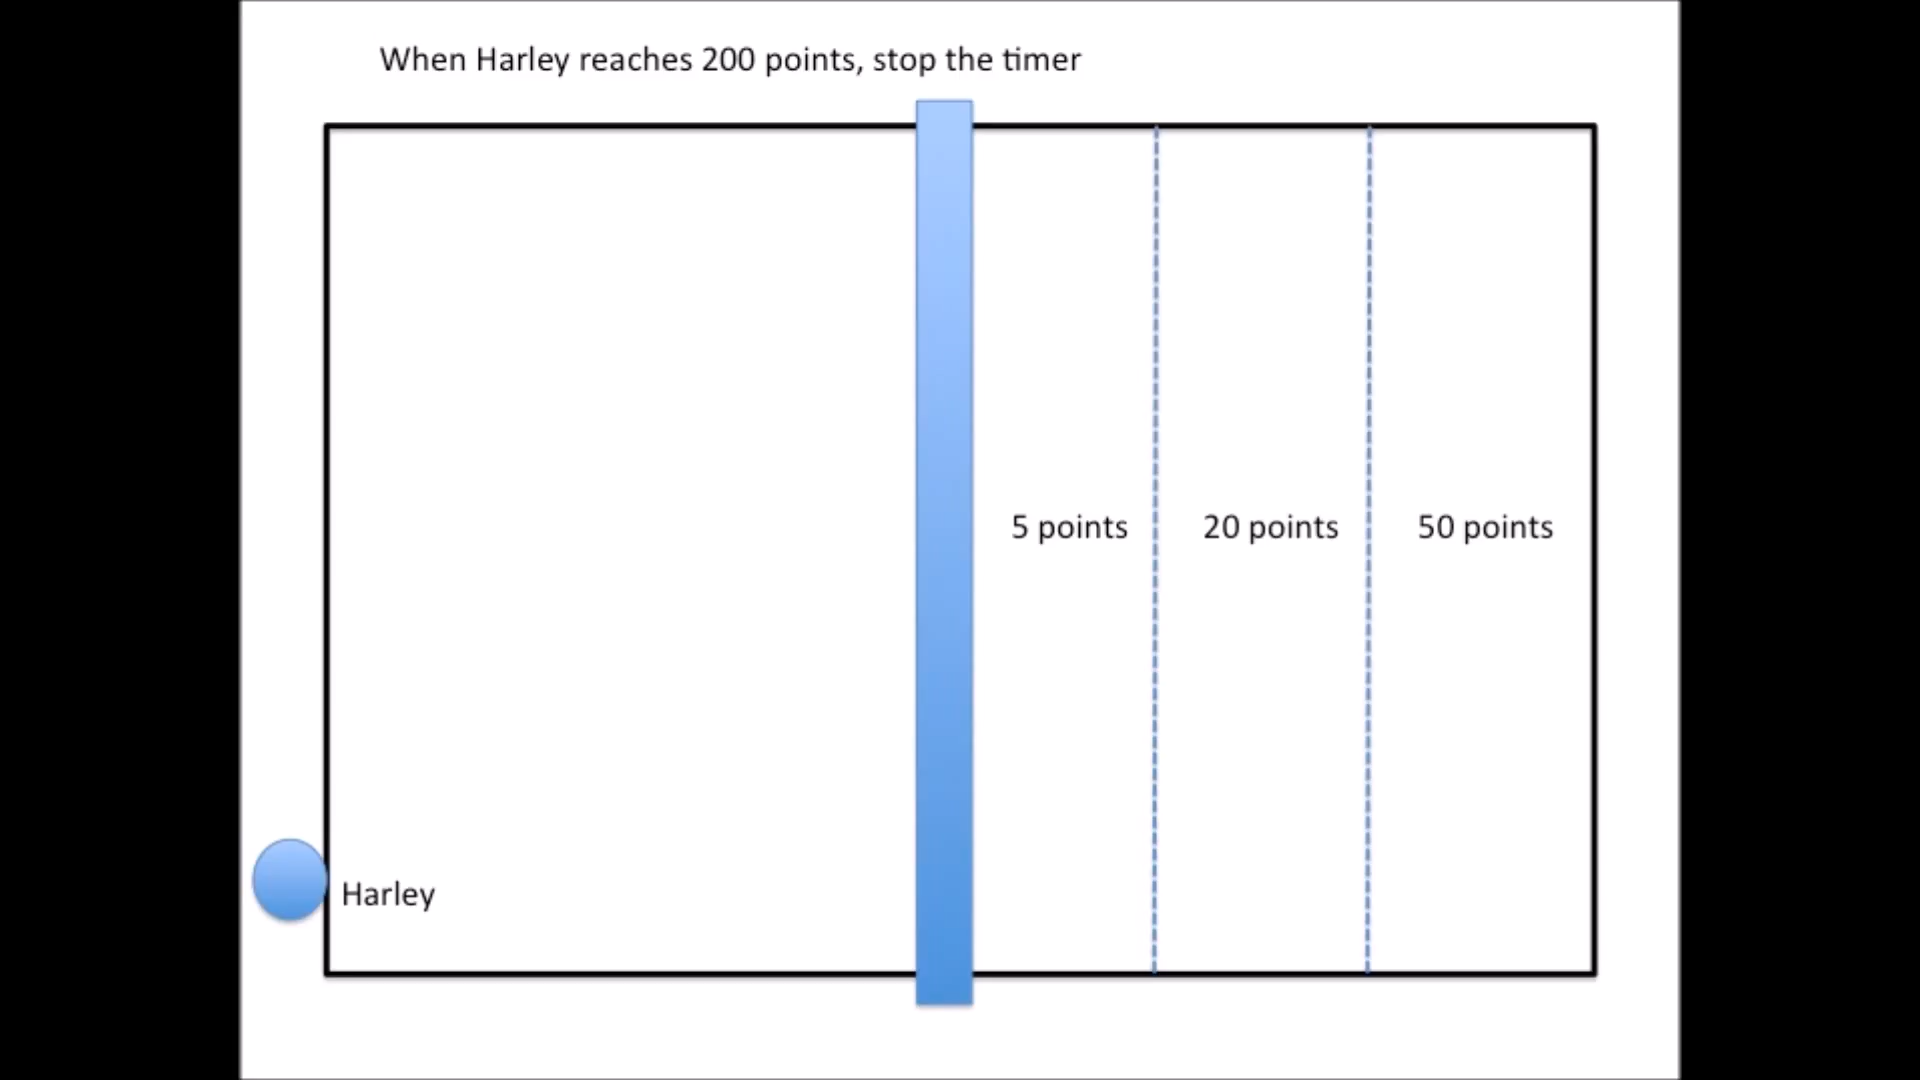 When Harley reaches 200 points, stop the timer
5 points
20 points
50 points
Harley